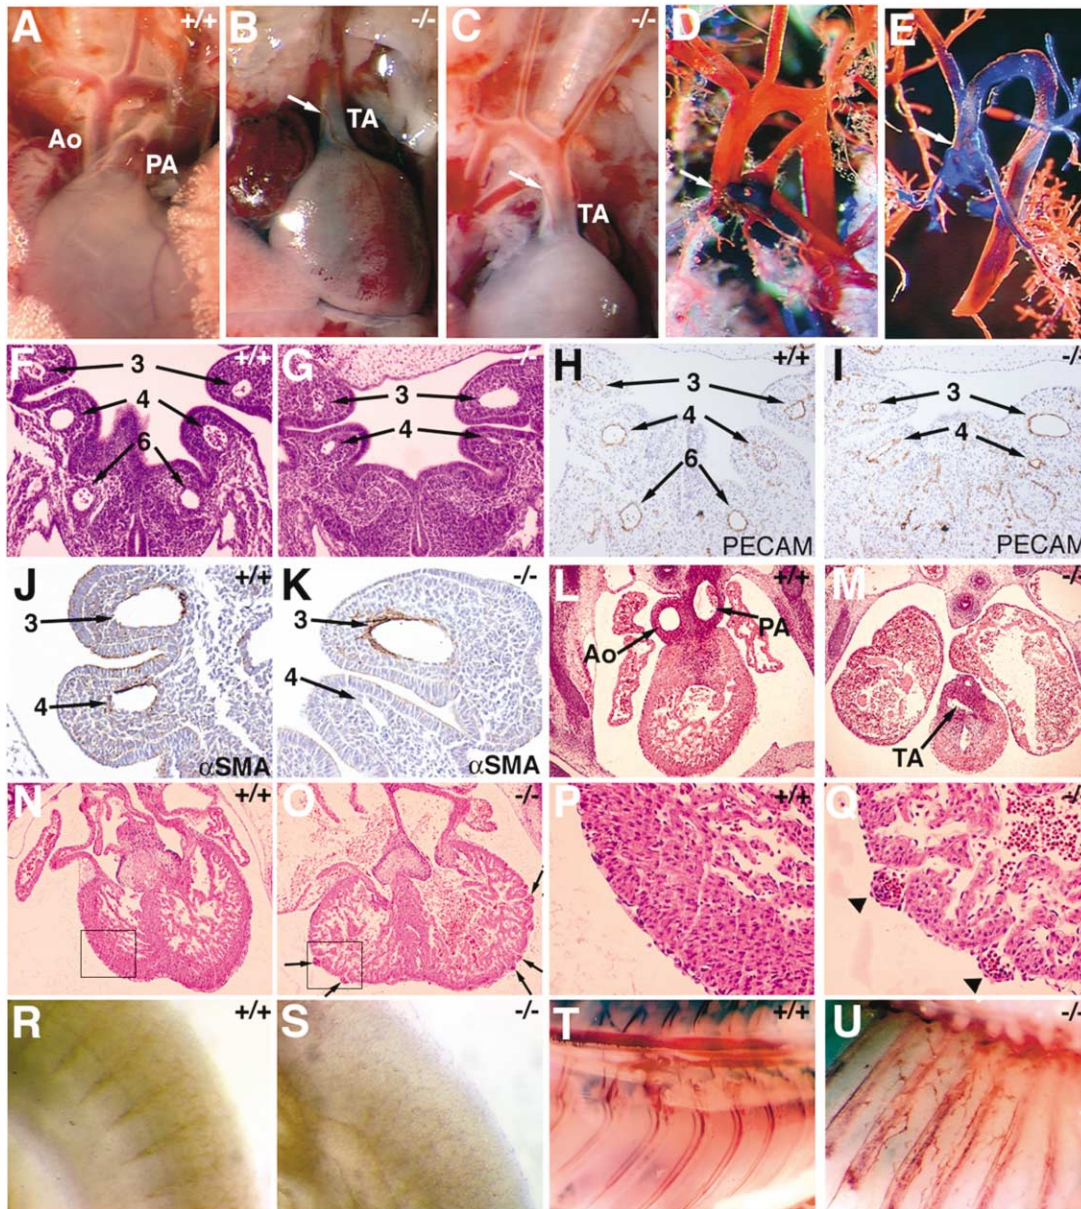 A +/+ B -/- C -/- D E
Ao PA TA TA
F +/+ G -/- H +/+ I -/-
3 3 3 3
4 4 4 4
6 6
PECAM PECAM
J +/+ K -/- L +/+ M -/-
3 3 PA
Ao
4 4
αSMA αSMA TA
N +/+ O -/- P +/+ Q -/-
R +/+ S -/- T +/+ U -/-